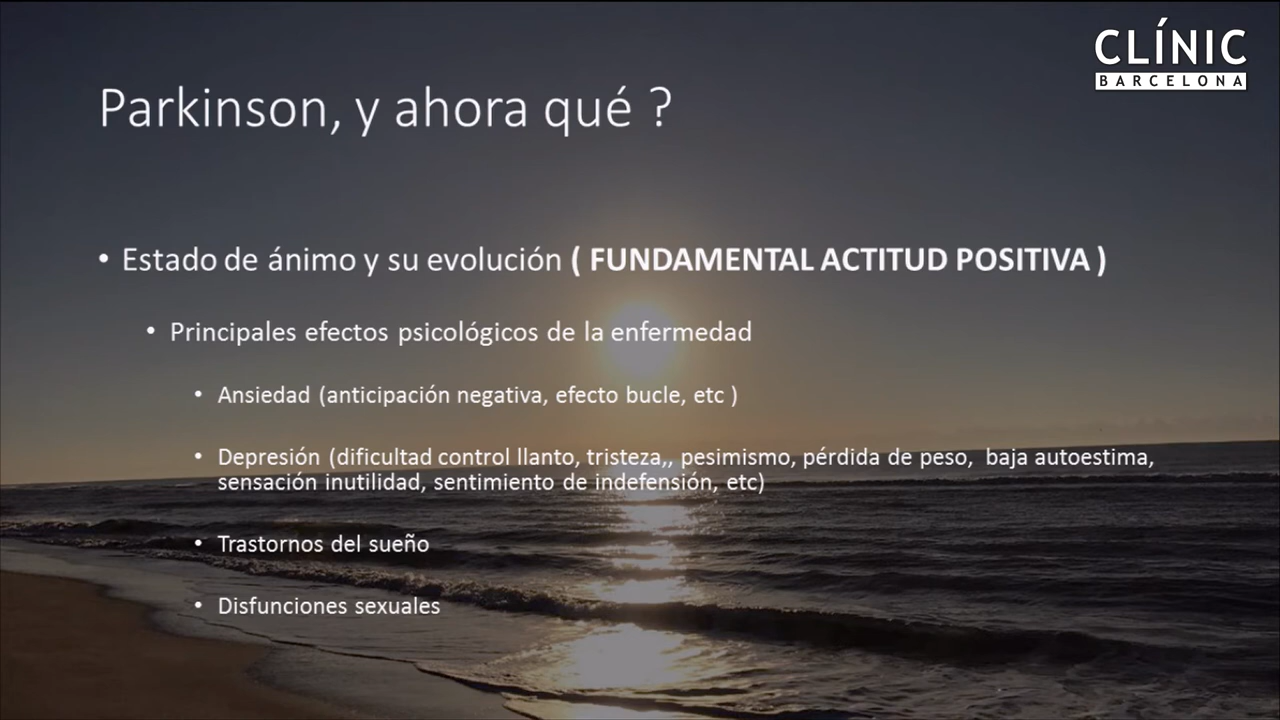 CLÍNIC
BARCELONA
Parkinson, y ahora qué ?
• Estado de ánimo y su evolución ( FUNDAMENTAL ACTITUD POSITIVA )
• Principales efectos psicológicos de la enfermedad
• Ansiedad (anticipación negativa, efecto bucle, etc )
• Depresión (dificultad control llanto, tristeza,, pesimismo, pérdida de peso, baja autoestima,
sensación inutilidad, sentimiento de indefensión, etc)
• Trastornos del sueño
• Disfunciones sexuales